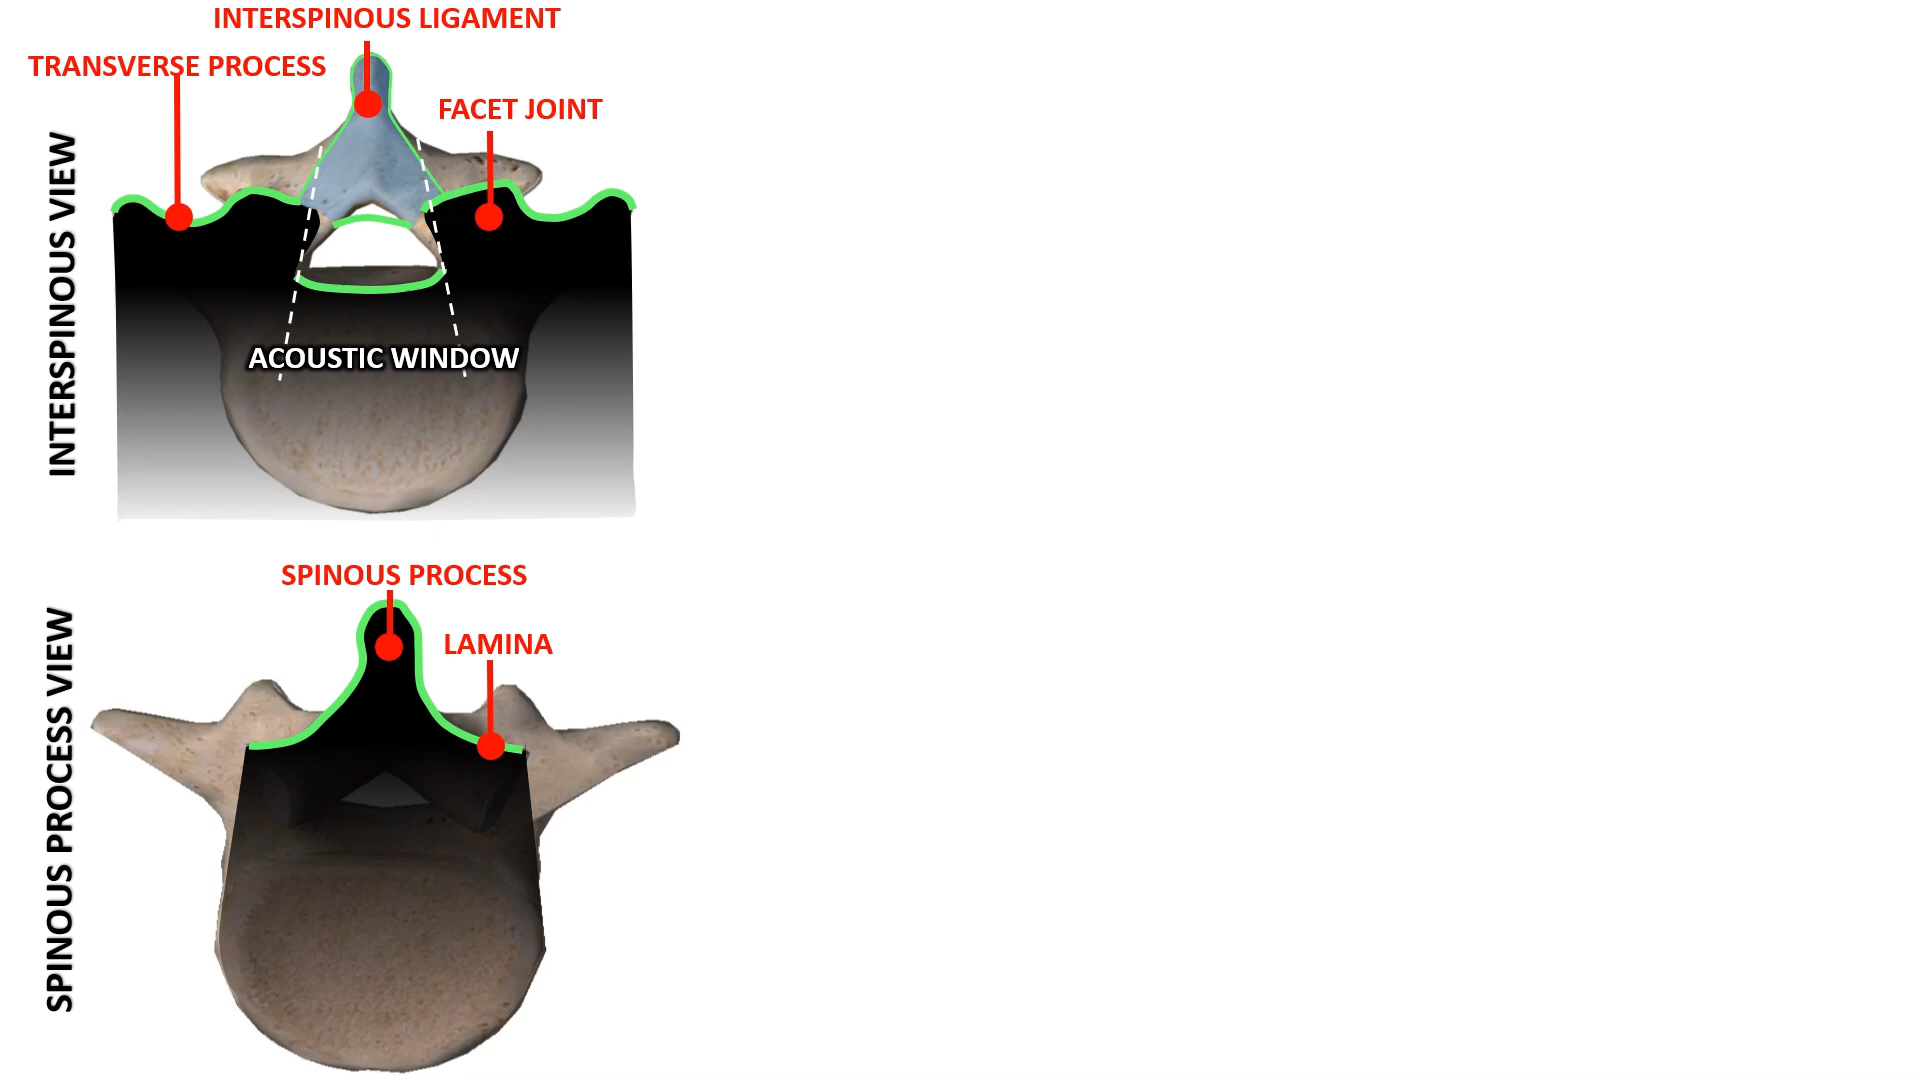 INTERSPINOUS LIGAMENT
TRANSVERSE PROCESS
FACET JOINT
INTERSPINOUS VIEW
ACOUSTIC WINDOW
SPINOUS PROCESS
LAMINA
SPINOUS PROCESS VIEW